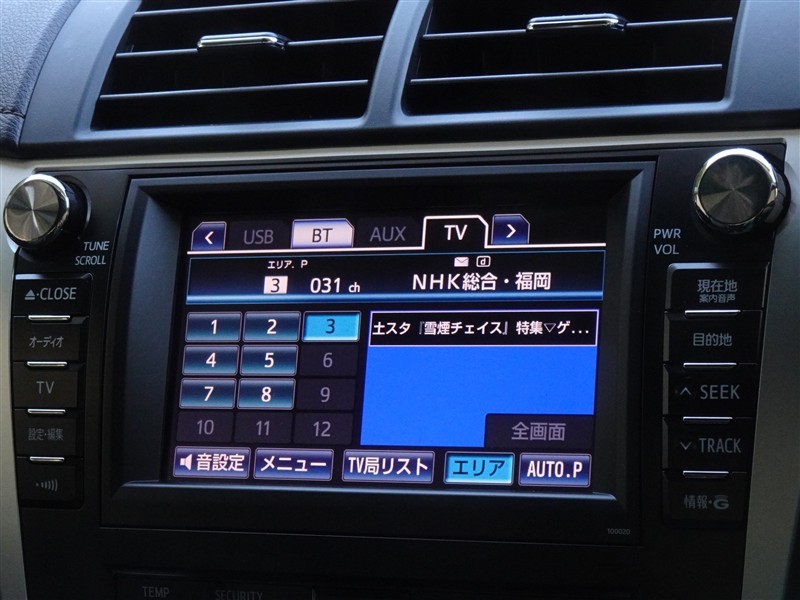 TUNE
SCROLL
PWR
VOL
< USB BT AUX TV >
エリア. P
3 031 ch NHK総合・福岡
土スタ『雪煙チェイス』特集▽ゲ...
1 2 3
4 5 6
7 8 9
10 11 12
全画面
音設定 メニュー TV局リスト エリア AUTO.P
⏏・CLOSE
オーディオ
TV
設定・編集
現在地
案内音声
目的地
∧ SEEK
∨ TRACK
情報・G
100020
TEMP SECURITY